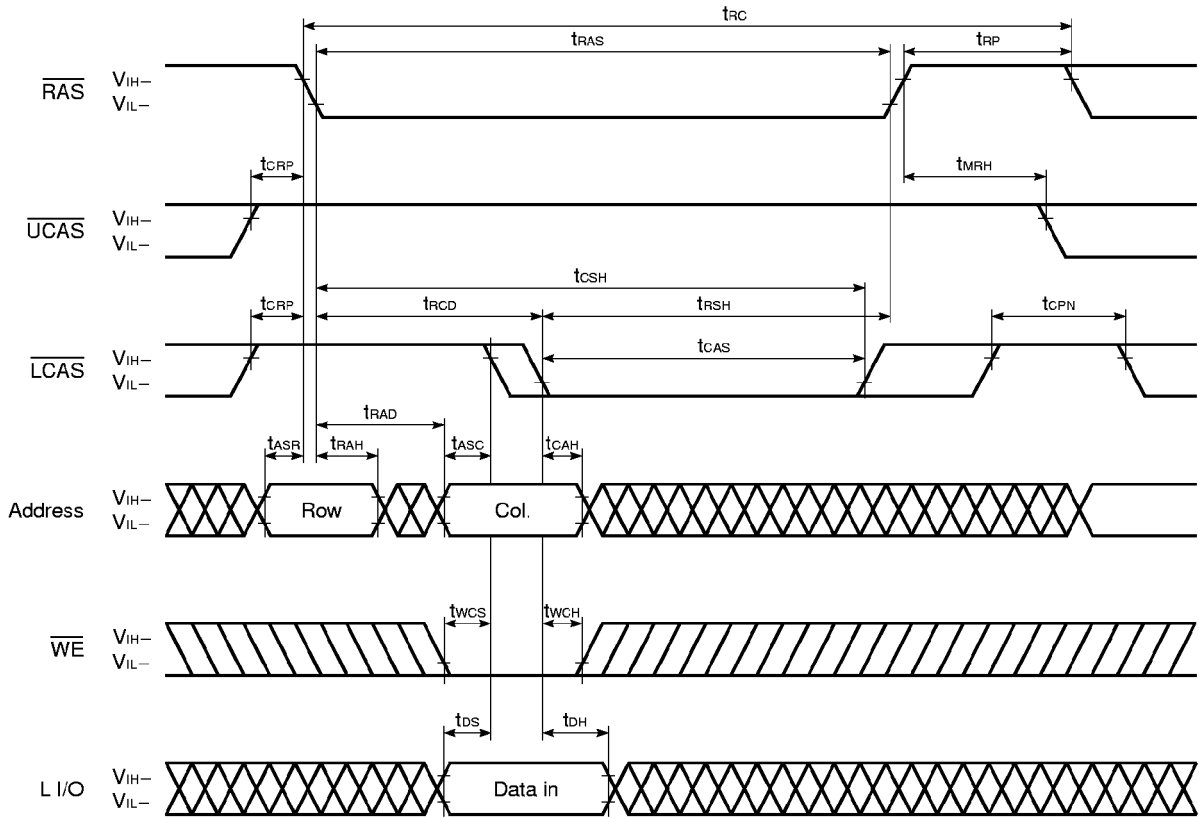 tRC
tRAS
tRP
RAS
VIH–
VIL–
tCRP
tMRH
UCAS
VIH–
VIL–
tCSH
tCRP
tRCD
tRSH
tCPN
LCAS
VIH–
VIL–
tCAS
tRAD
tASR
tRAH
tASC
tCAH
Address
VIH–
VIL–
Row
Col.
tWCS
tWCH
WE
VIH–
VIL–
tDS
tDH
L I/O
VIH–
VIL–
Data in